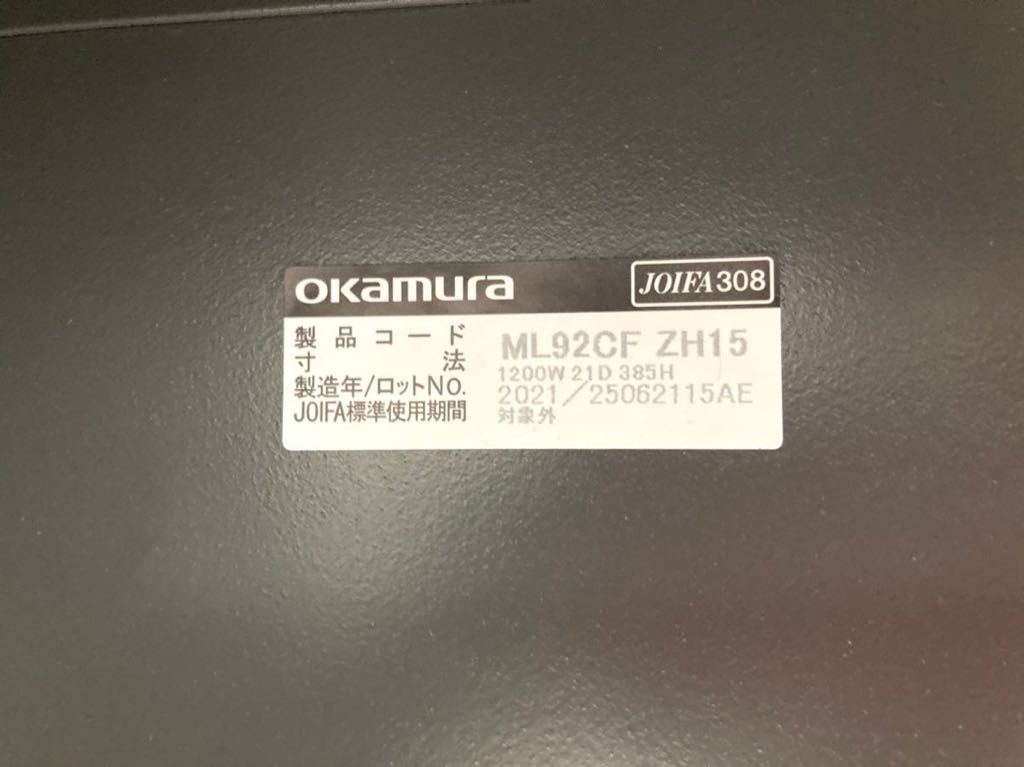 okamura JOIFA308
製品コード ML92CF ZH15
寸法 1200W 21D 385H
製造年/ロットNo. 2021/25062115AE
JOIFA標準使用期間 対象外